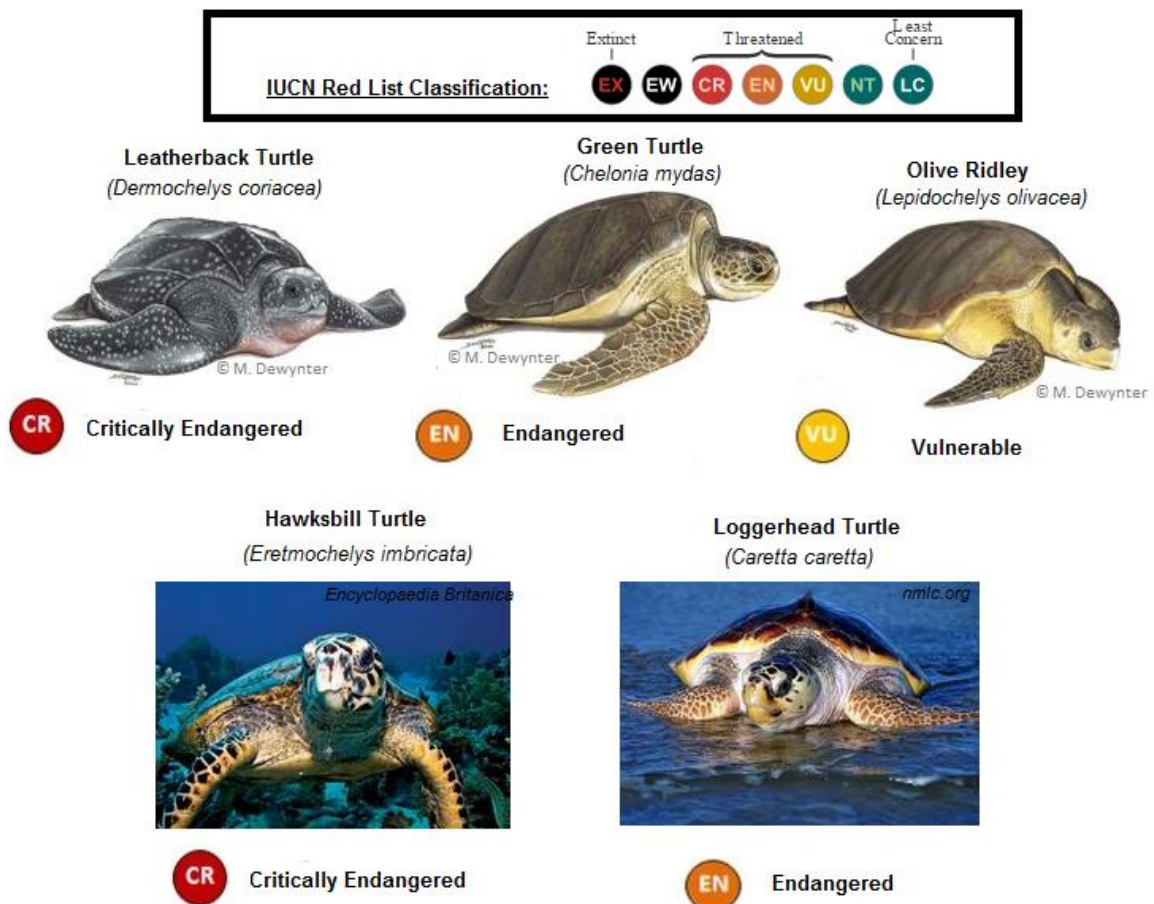 Extinct
Threatened
Least
Concern
IUCN Red List Classification:
EX EW CR EN VU NT LC
Leatherback Turtle
(Dermochelys coriacea)
Green Turtle
(Chelonia mydas)
Olive Ridley
(Lepidochelys olivacea)
© M. Dewynter
© M. Dewynter
© M. Dewynter
CR Critically Endangered
EN Endangered
VU Vulnerable
Hawksbill Turtle
(Eretmochelys imbricata)
Loggerhead Turtle
(Caretta caretta)
Encyclopaedia Britanica
nmlc.org
CR Critically Endangered
EN Endangered